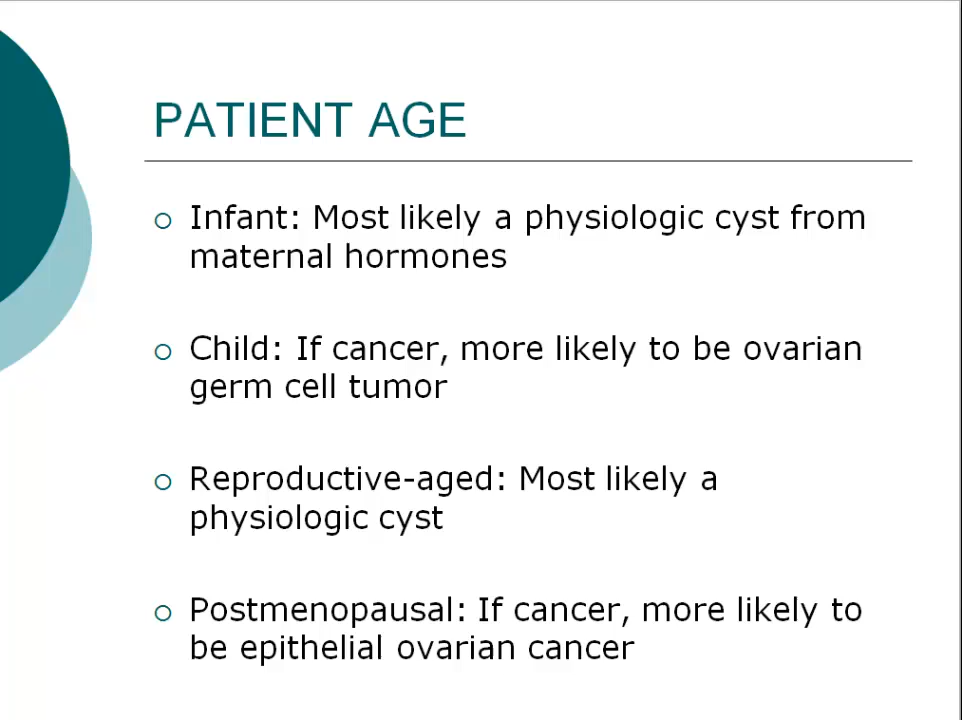 PATIENT AGE
Infant: Most likely a physiologic cyst from
maternal hormones
Child: If cancer, more likely to be ovarian
germ cell tumor
Reproductive-aged: Most likely a
physiologic cyst
Postmenopausal: If cancer, more likely to
be epithelial ovarian cancer